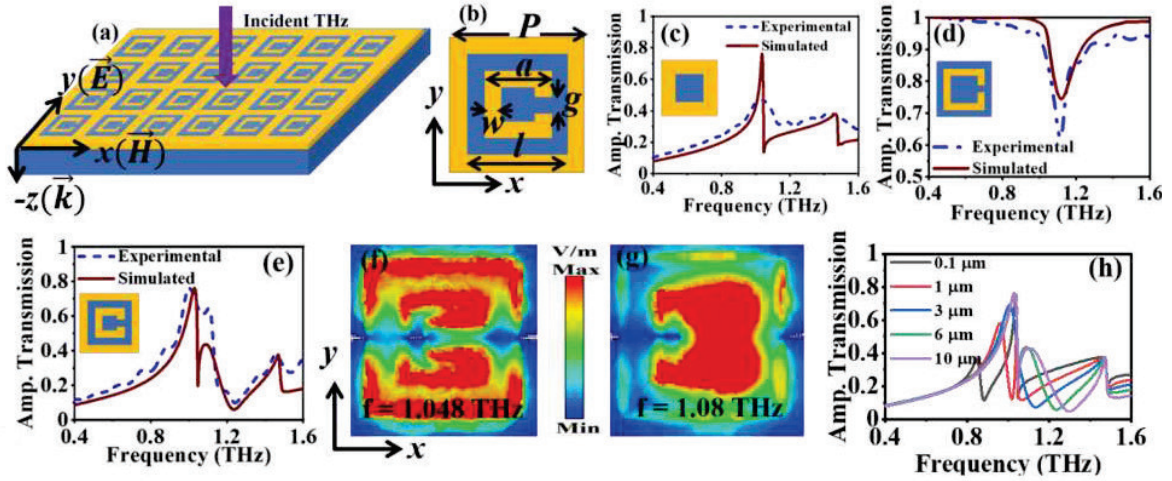 (a)
Incident THz
y(E⃗)
x(H⃗)
-z(k⃗)
(b)
P
a
g
w
l
y
x
(c)
Experimental
Simulated
Amp. Transmission
1
0.8
0.6
0.4
0.2
0
0.4 0.8 1.2 1.6
Frequency (THz)
(d)
Amp. Transmission
1
0.9
0.8
0.7
0.6
0.5
Experimental
Simulated
0.4 0.8 1.2 1.6
Frequency (THz)
(e)
Experimental
Simulated
Amp. Transmission
1
0.8
0.6
0.4
0.2
0
0.4 0.8 1.2 1.6
Frequency (THz)
(f)
f = 1.048 THz
y
x
V/m
Max
Min
(g)
f = 1.08 THz
(h)
0.1 μm
1 μm
3 μm
6 μm
10 μm
Amp. Transmission
1
0.8
0.6
0.4
0.2
0
0.4 0.8 1.2 1.6
Frequency (THz)